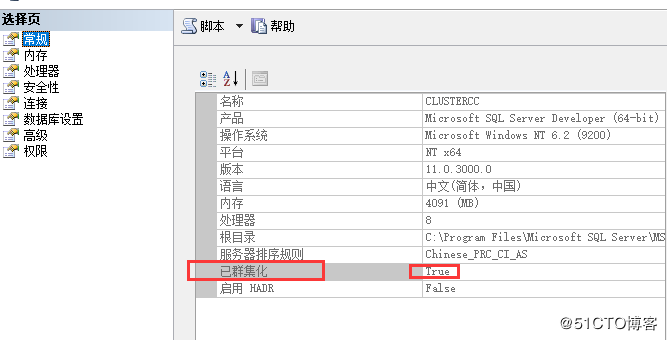 选择页
常规
内存
处理器
安全性
连接
数据库设置
高级
权限
脚本 帮助
名称 CLUSTERCC
产品 Microsoft SQL Server Developer (64-bit)
操作系统 Microsoft Windows NT 6.2 (9200)
平台 NT x64
版本 11.0.3000.0
语言 中文(简体，中国)
内存 4091 (MB)
处理器 8
根目录 C:\Program Files\Microsoft SQL Server\MS
服务器排序规则 Chinese_PRC_CI_AS
已群集化 True
启用 HADR False
@51CTO博客